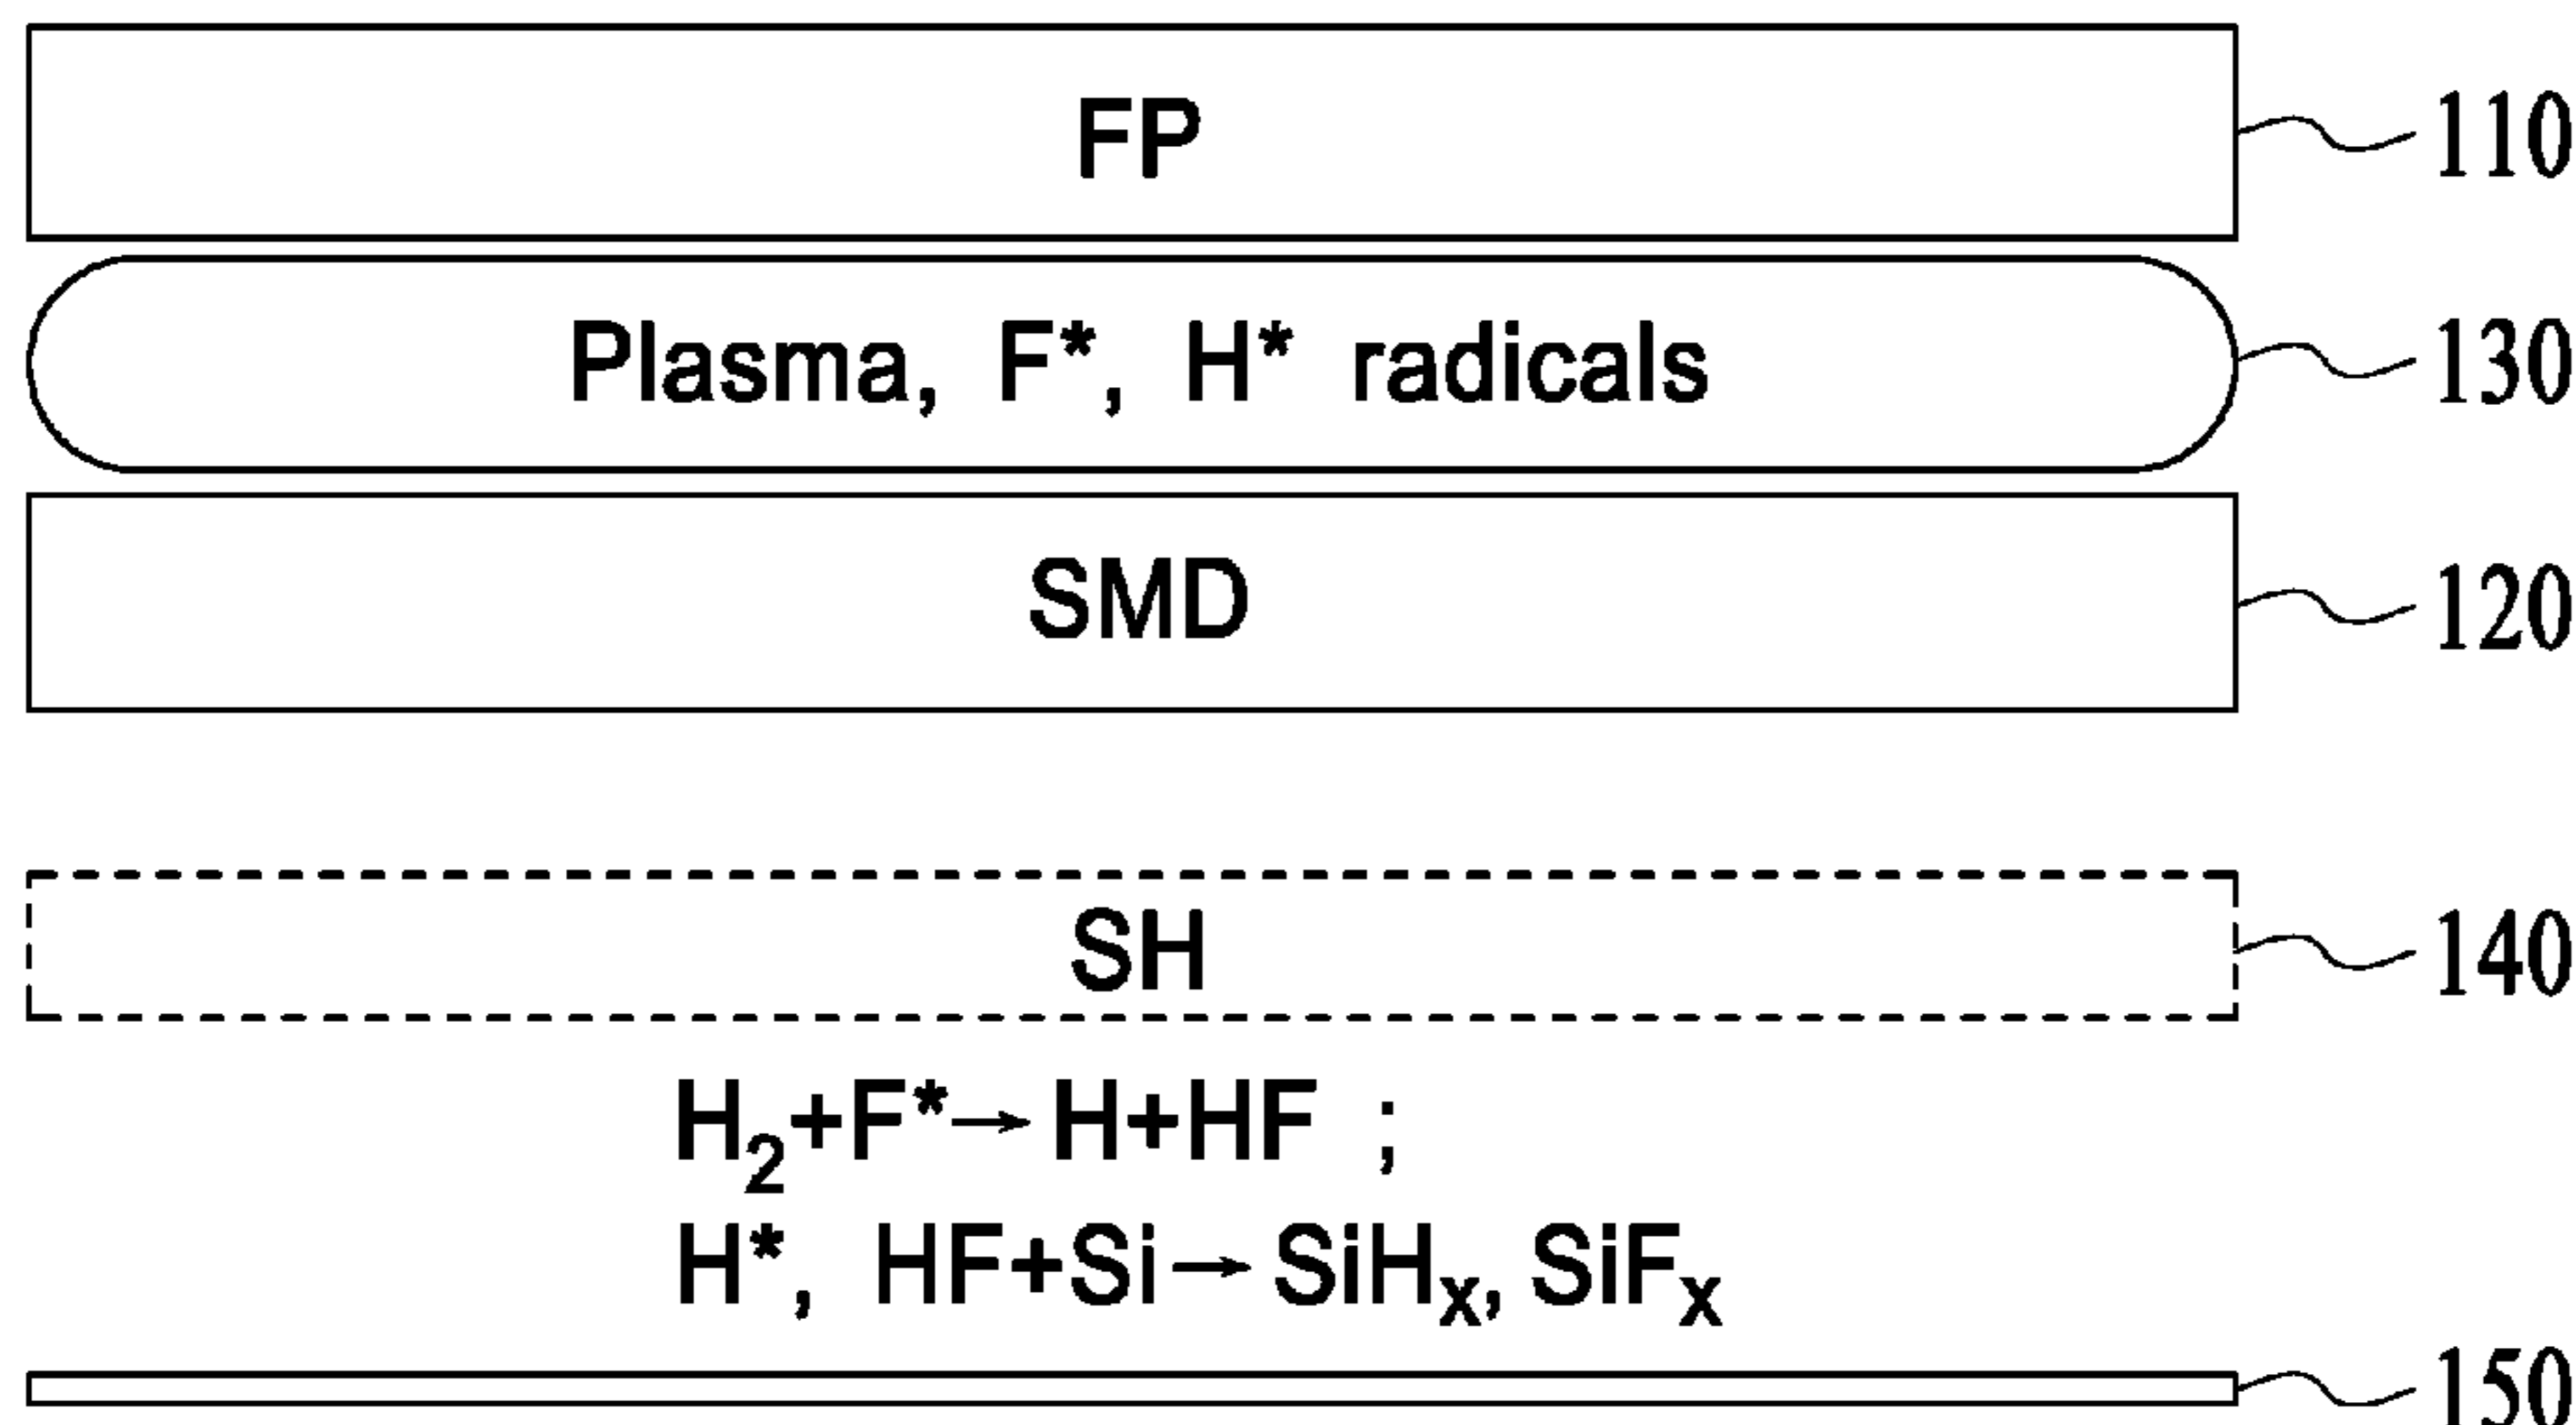 FP 110
Plasma, F*, H* radicals 130
SMD 120
SH 140
H₂+F*→H+HF ;
H*, HF+Si→SiHₓ, SiFₓ
150